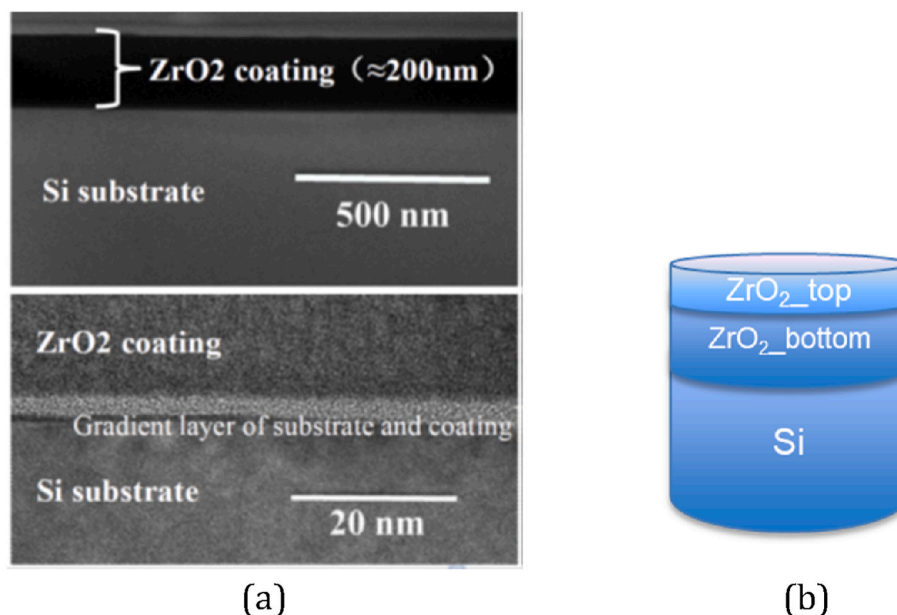 ZrO2 coating (≈200nm)
Si substrate
500 nm
ZrO2 coating
Gradient layer of substrate and coating
Si substrate
20 nm
(a)
ZrO₂_top
ZrO₂_bottom
Si
(b)